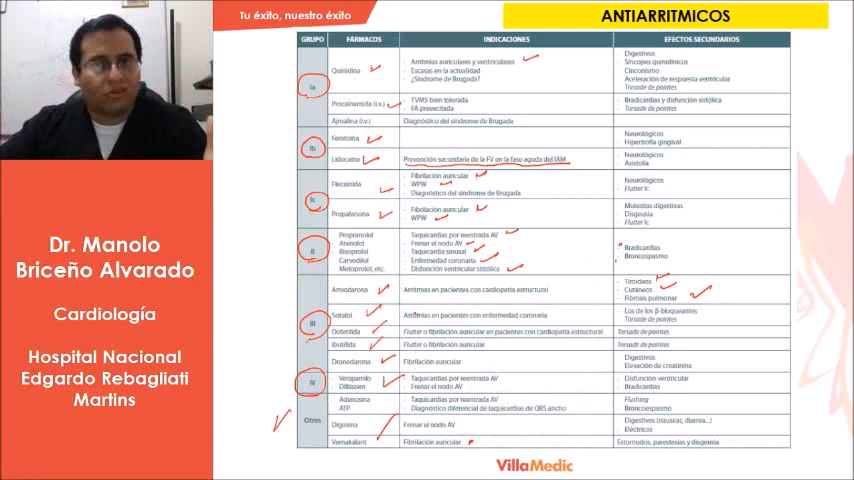 Tu éxito, nuestro éxito
ANTIARRITMICOS
Dr. Manolo
Briceño Alvarado
Cardiología
Hospital Nacional
Edgardo Rebagliati
Martins
GRUPO FÁRMACOS INDICACIONES EFECTOS SECUNDARIOS
Ia
Quinidina
- Arritmias auriculares y ventriculares
- Escasas en la actualidad
- ¿Síndrome de Brugada?
Digestivos
Síncopes quinidínicos
Cinconismo
Aceleración de respuesta ventricular
Torsade de pointes
Procainamida (i.v.)
- TVMS bien tolerada
- FA preexcitada
- Bradicardias y disfunción sistólica
Torsade de pointes
Ajmalina (i.v.) Diagnóstico del síndrome de Brugada
Ib
Fenitoína
- Neurológicos
- Hipertrofia gingival
Lidocaína Prevención secundaria de la FV en la fase aguda del IAM
- Neurológicos
- Asistolia
Ic
Flecainida
- Fibrilación auricular
- WPW
- Diagnóstico del síndrome de Brugada
- Neurológicos
- Flutter Ic
Propafenona
- Fibrilación auricular
- WPW
Molestias digestivas
Disgeusia
Flutter Ic
II
Propranolol
Atenolol
Bisoprolol
Carvedilol
Metoprolol, etc.
Taquicardias por reentrada AV
Frenar el nodo AV
Taquicardia sinusal
Enfermedad coronaria
Disfunción ventricular sistólica
Bradicardias
Broncospasmo
III
Amiodarona Arritmias en pacientes con cardiopatía estructural
- Tiroideos
- Cutáneos
- Fibrosis pulmonar
Sotalol Arritmias en pacientes con enfermedad coronaria
- Los de los β-bloqueantes
Torsade de pointes
Dofetilida Flutter o fibrilación auricular en pacientes con cardiopatía estructural Torsade de pointes
Ibutilida Flutter o fibrilación auricular Torsade de pointes
Dronedarona Fibrilación auricular
Digestivos
Elevación de creatinina
IV
- Verapamilo
- Diltiazem
- Taquicardias por reentrada AV
- Frenar el nodo AV
- Disfunción ventricular
- Bradicardias
Otros
Adenosina
ATP
Taquicardias por reentrada AV
Diagnóstico diferencial de taquicardias de QRS ancho
Flushing
Broncoespasmo
Digoxina Frenar al nodo AV
- Digestivos (náuseas, diarrea...)
- Eléctricos
Vernakalant Fibrilación auricular Estornudos, parestesias y disgeusia
VillaMedic